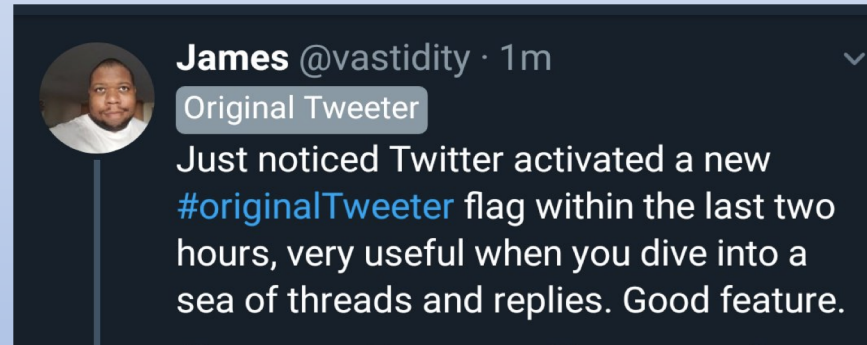 James @vastidity · 1m
Original Tweeter
Just noticed Twitter activated a new
#originalTweeter flag within the last two
hours, very useful when you dive into a
sea of threads and replies. Good feature.